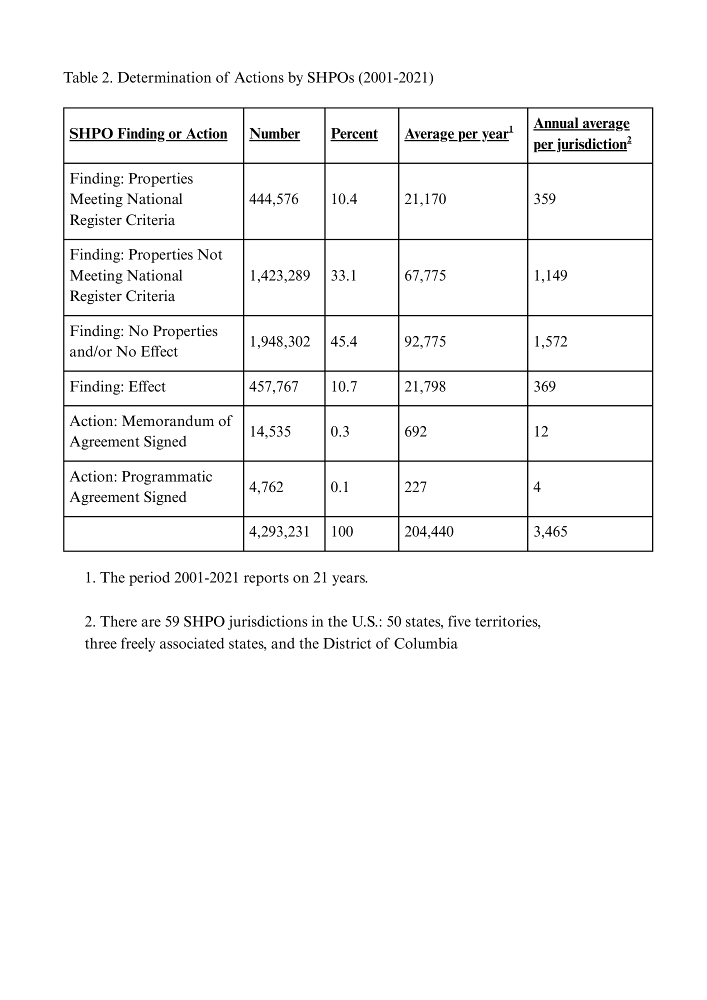 Table 2. Determination of Actions by SHPOs (2001-2021)
SHPO Finding or Action Number Percent Average per year1 Annual average
per jurisdiction2
Finding: Properties
Meeting National
Register Criteria
444,576 10.4 21,170 359
Finding: Properties Not
Meeting National
Register Criteria
1,423,289 33.1 67,775 1,149
Finding: No Properties
and/or No Effect
1,948,302 45.4 92,775 1,572
Finding: Effect 457,767 10.7 21,798 369
Action: Memorandum of
Agreement Signed
14,535 0.3 692 12
Action: Programmatic
Agreement Signed
4,762 0.1 227 4
4,293,231 100 204,440 3,465
1. The period 2001-2021 reports on 21 years.
2. There are 59 SHPO jurisdictions in the U.S.: 50 states, five territories,
three freely associated states, and the District of Columbia